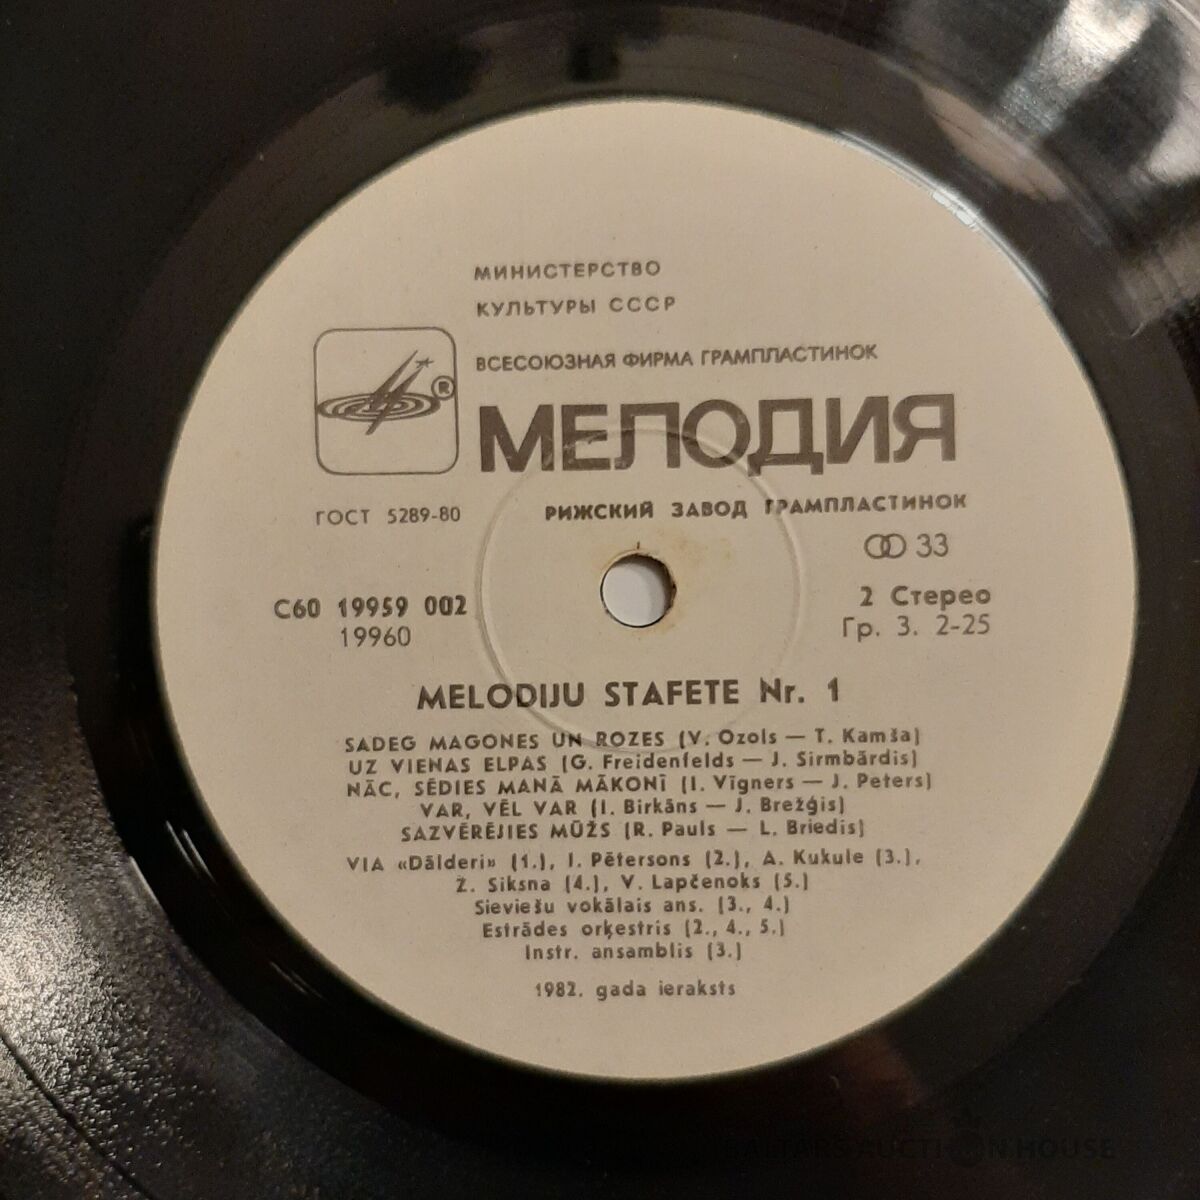 МИНИСТЕРСТВО
КУЛЬТУРЫ СССР
ВСЕСОЮЗНАЯ ФИРМА ГРАМПЛАСТИНОК
®
МЕЛОДИЯ
ГОСТ 5289-80
РИЖСКИЙ ЗАВОД ГРАМПЛАСТИНОК
33
C60 19959 002
19960
2 Стерео
Гр. 3. 2-25
MELODIJU STAFETE Nr. 1
SADEG MAGONES UN ROZES (V. Ozols — T. Kamša)
UZ VIENAS ELPAS (G. Freidenfelds — J. Sirmbārdis)
NĀC, SĒDIES MANĀ MĀKONĪ (I. Vīgners — J. Peters)
VAR, VĒL VAR (I. Birkāns — J. Brežģis)
SAZVĒRĒJIES MŪŽS (R. Pauls — L. Briedis)
VIA «Dālderi» (1.), I. Pētersons (2.), A. Kukule (3.),
Ž. Siksna (4.), V. Lapčenoks (5.)
Sieviešu vokālais ans. (3., 4.)
Estrādes orķestris (2., 4., 5.)
Instr. ansamblis (3.)
1982. gada ieraksts
BALTARS AUCTION HOUSE